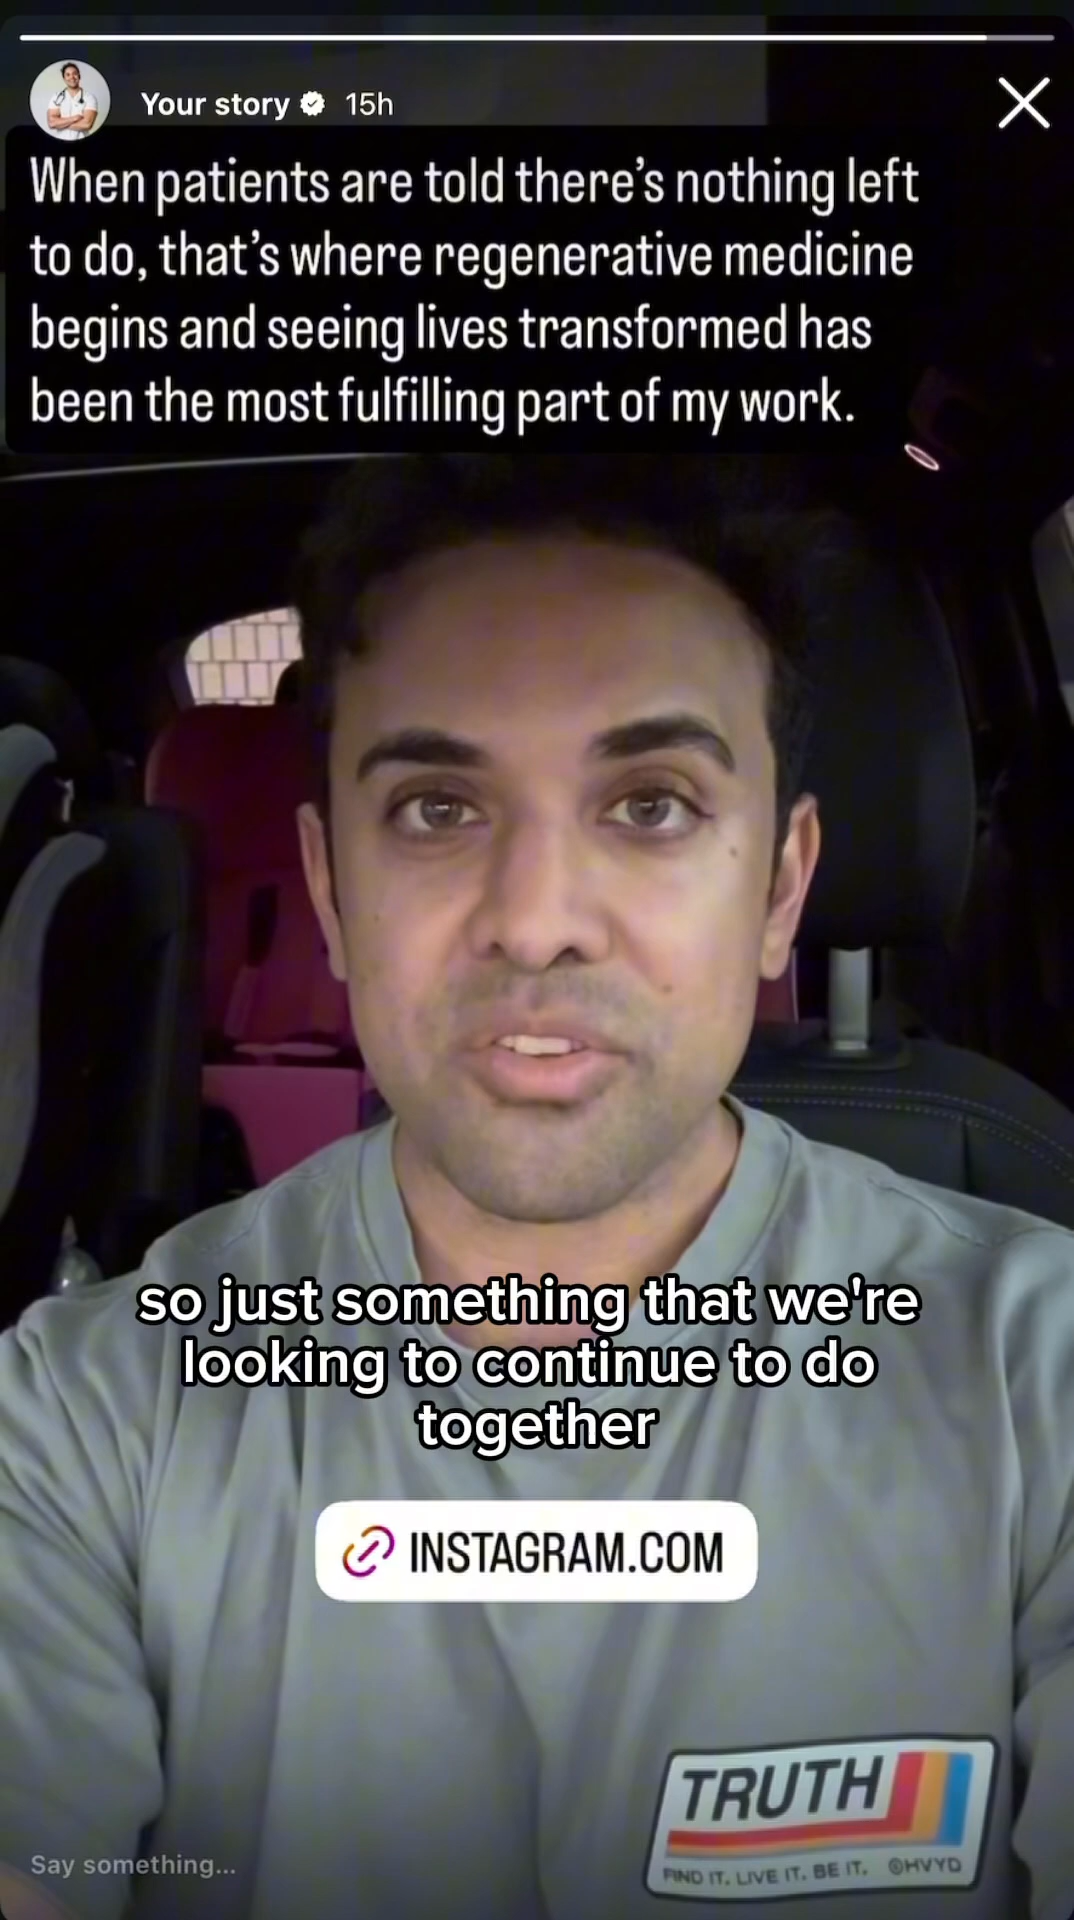 Your story 15h
When patients are told there's nothing left
to do, that's where regenerative medicine
begins and seeing lives transformed has
been the most fulfilling part of my work.
so just something that we're
looking to continue to do
together
INSTAGRAM.COM
TRUTH
FIND IT. LIVE IT. BE IT. ©HVYD
Say something...